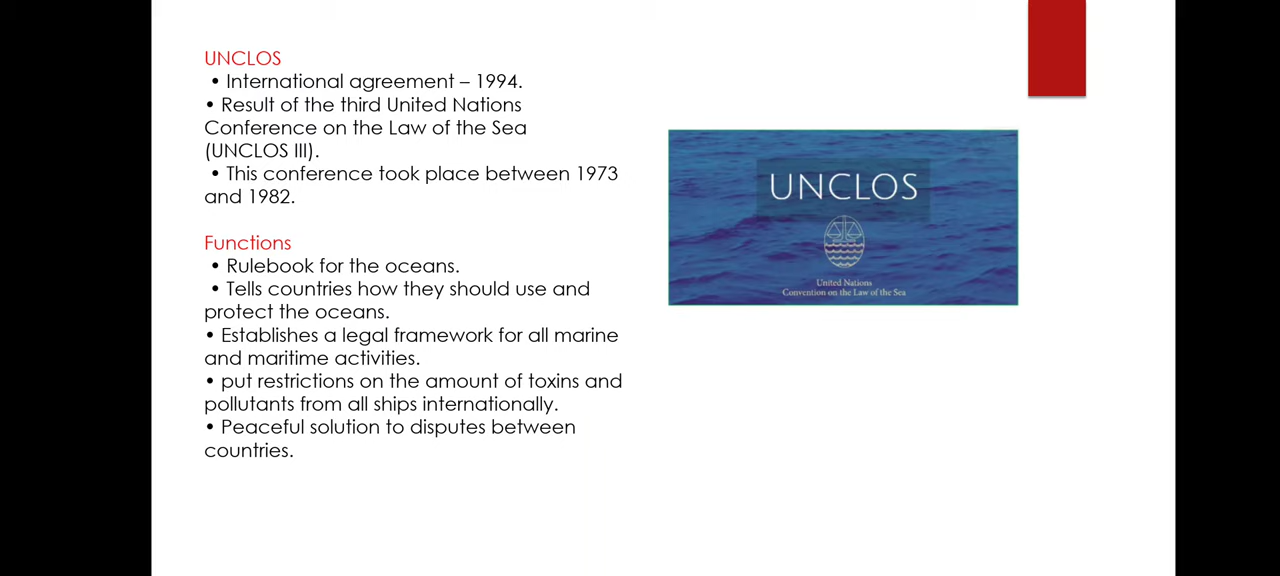 UNCLOS
• International agreement – 1994.
• Result of the third United Nations
Conference on the Law of the Sea
(UNCLOS III).
• This conference took place between 1973
and 1982.
Functions
• Rulebook for the oceans.
• Tells countries how they should use and
protect the oceans.
• Establishes a legal framework for all marine
and maritime activities.
• put restrictions on the amount of toxins and
pollutants from all ships internationally.
• Peaceful solution to disputes between
countries.
UNCLOS
United Nations
Convention on the Law of the Sea